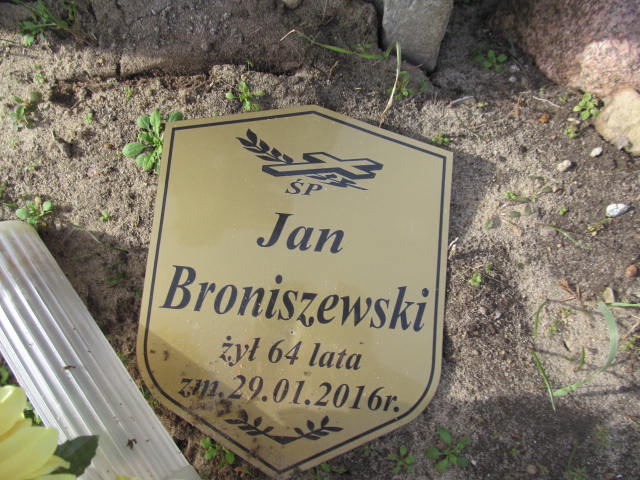 ŚP
Jan
Broniszewski
żył 64 lata
zm.29.01.2016r.